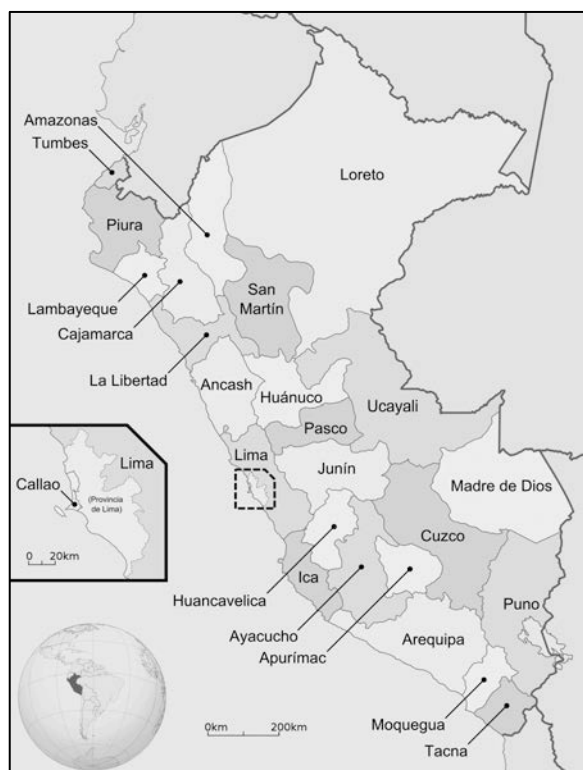 Amazonas
Tumbes
Loreto
Piura
San
Martín
Lambayeque
Cajamarca
La Libertad
Ancash
Huánuco
Ucayali
Pasco
Lima
Junín
Madre de Dios
Lima
Callao
(Provincia
de Lima)
0 20km
Cuzco
Ica
Puno
Huancavelica
Ayacucho
Apurímac
Arequipa
Moquegua
Tacna
0km 200km